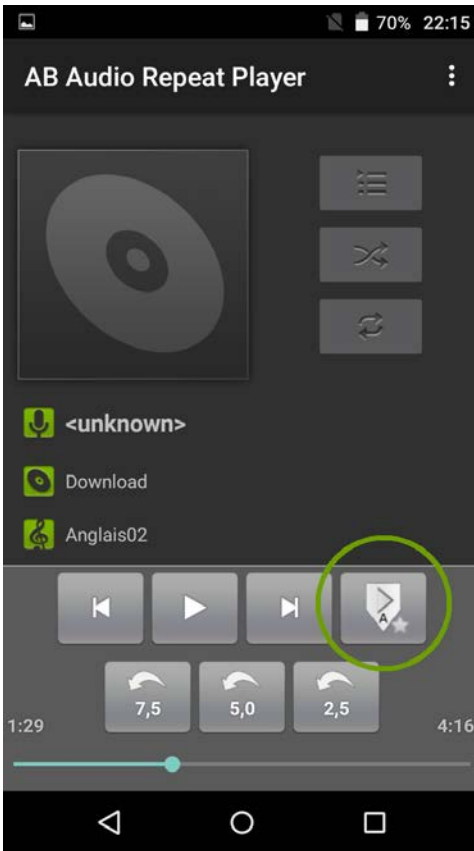 70% 22:15
AB Audio Repeat Player
<unknown>
Download
Anglais02
A
7,5 5,0 2,5
1:29 4:16